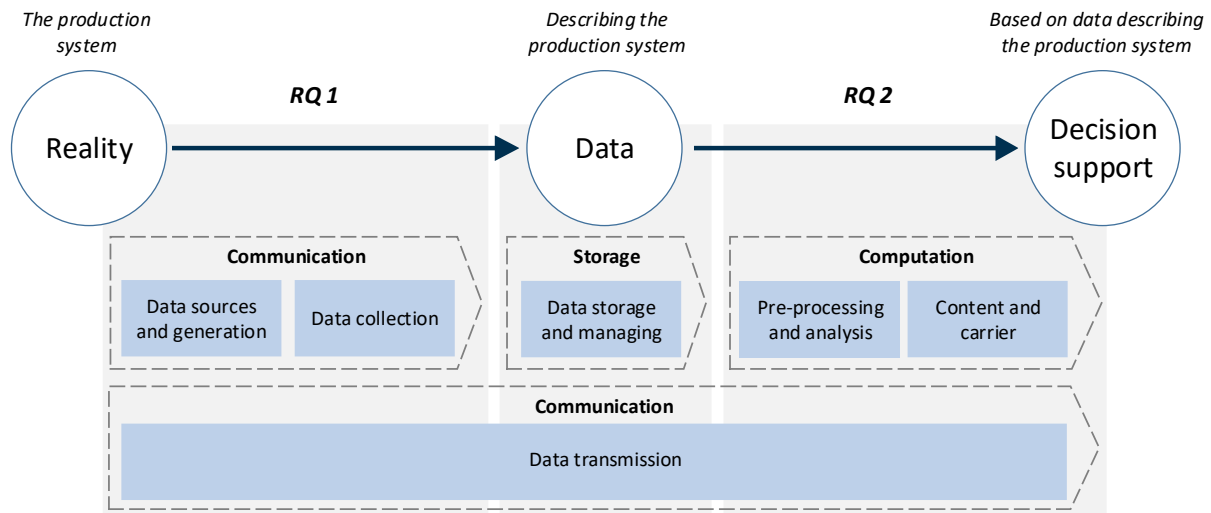 The production
system
Describing the
production system
Based on data describing
the production system
RQ 1
RQ 2
Reality
Data
Decision
support
Communication
Storage
Computation
Data sources
and generation
Data collection
Data storage
and managing
Pre-processing
and analysis
Content and
carrier
Communication
Data transmission